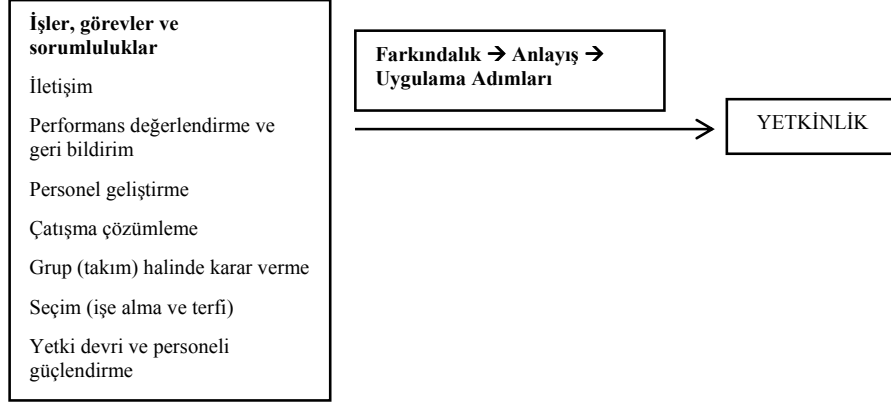 İşler, görevler ve
sorumluluklar
İletişim
Performans değerlendirme ve
geri bildirim
Personel geliştirme
Çatışma çözümleme
Grup (takım) halinde karar verme
Seçim (işe alma ve terfi)
Yetki devri ve personeli
güçlendirme
Farkındalık → Anlayış →
Uygulama Adımları
YETKİNLİK